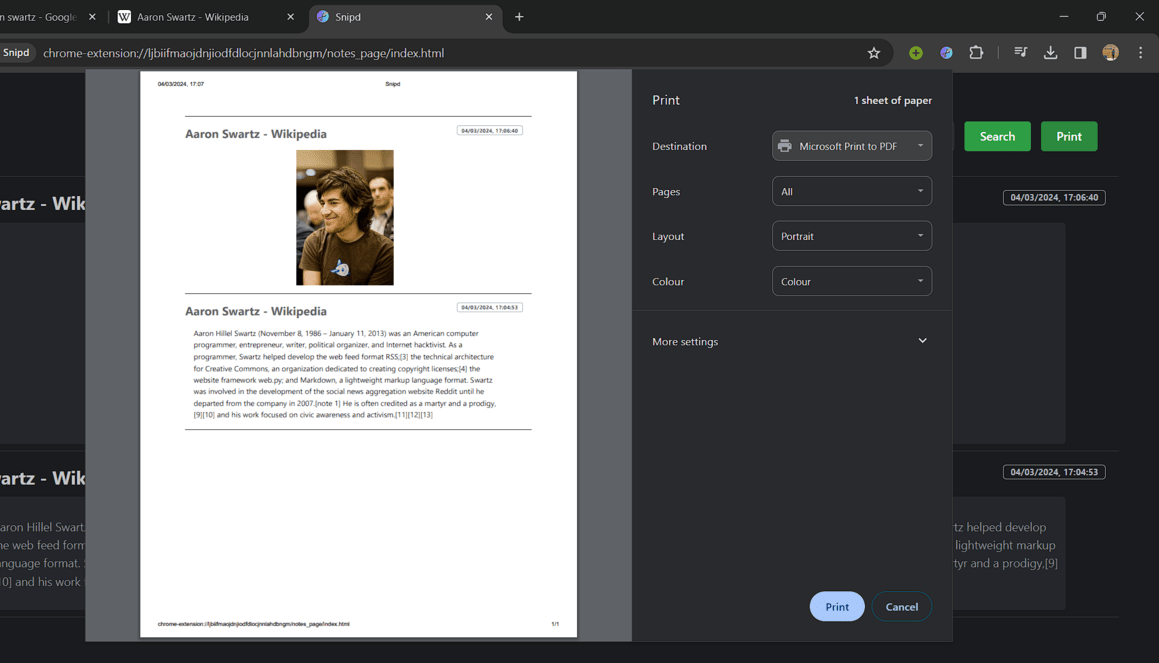 n swartz - Google
Aaron Swartz - Wikipedia
Snipd
Snipd
chrome-extension://ljbiifmaojdnjiodfdlocjnnlahdbngm/notes_page/index.html
04/03/2024, 17:07
Snipd
Aaron Swartz - Wikipedia
04/03/2024, 17:06:40
Aaron Swartz - Wikipedia
04/03/2024, 17:04:53
Aaron Hillel Swartz (November 8, 1986 – January 11, 2013) was an American computer
programmer, entrepreneur, writer, political organizer, and Internet hacktivist. As a
programmer, Swartz helped develop the web feed format RSS;[3] the technical architecture
for Creative Commons, an organization dedicated to creating copyright licenses;[4] the
website framework web.py; and Markdown, a lightweight markup language format. Swartz
was involved in the development of the social news aggregation website Reddit until he
departed from the company in 2007.[note 1] He is often credited as a martyr and a prodigy,
[9][10] and his work focused on civic awareness and activism.[11][12][13]
chrome-extension://ljbiifmaojdnjiodfdlocjnnlahdbngm/notes_page/index.html
1/1
Print
1 sheet of paper
Destination
Microsoft Print to PDF
Pages
All
Layout
Portrait
Colour
Colour
More settings
Print
Cancel
Search
Print
artz - Wik
04/03/2024, 17:06:40
artz - Wik
04/03/2024, 17:04:53
aron Hillel Swart
tz helped develop
he web feed form
lightweight markup
nguage format.
tyr and a prodigy,[9]
10] and his work